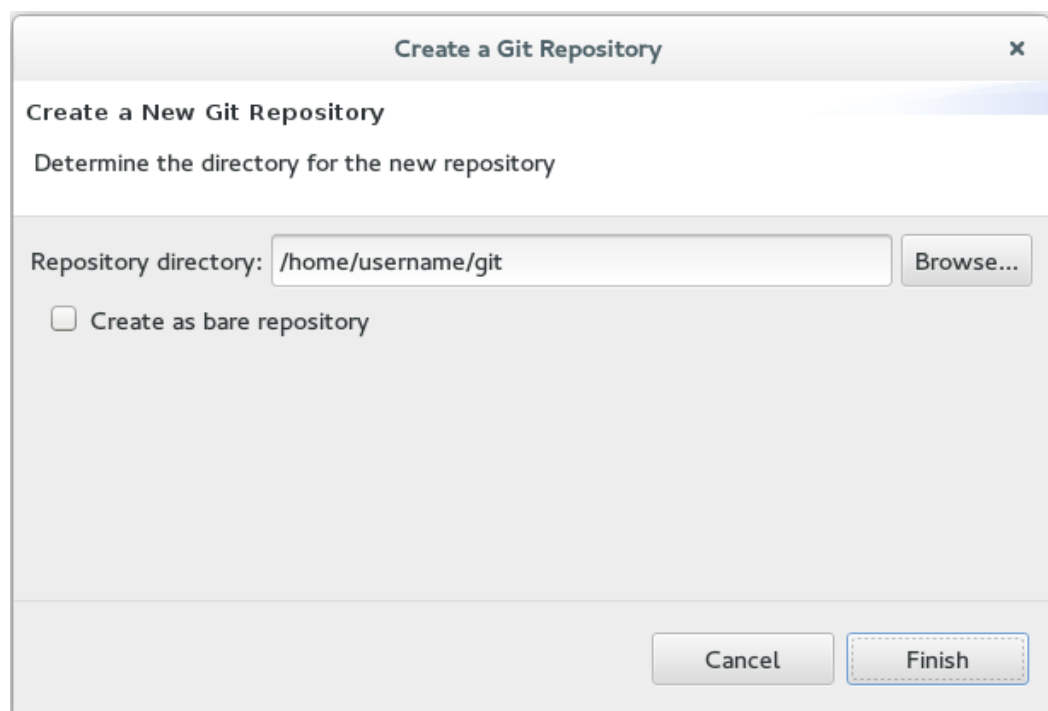 Create a Git Repository
Create a New Git Repository
Determine the directory for the new repository
Repository directory: /home/username/git Browse...
Create as bare repository
Cancel Finish